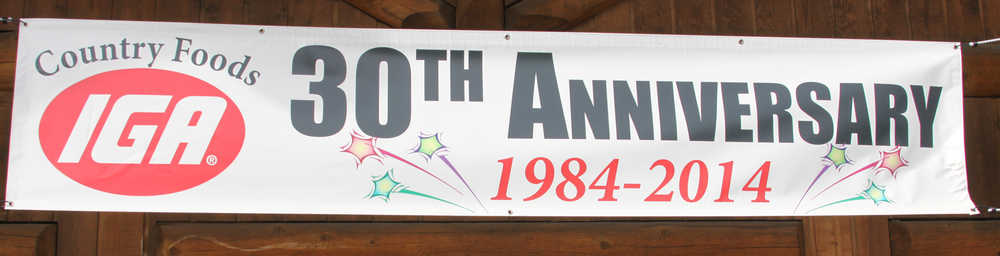 Country Foods
IGA®
30TH ANNIVERSARY
1984-2014